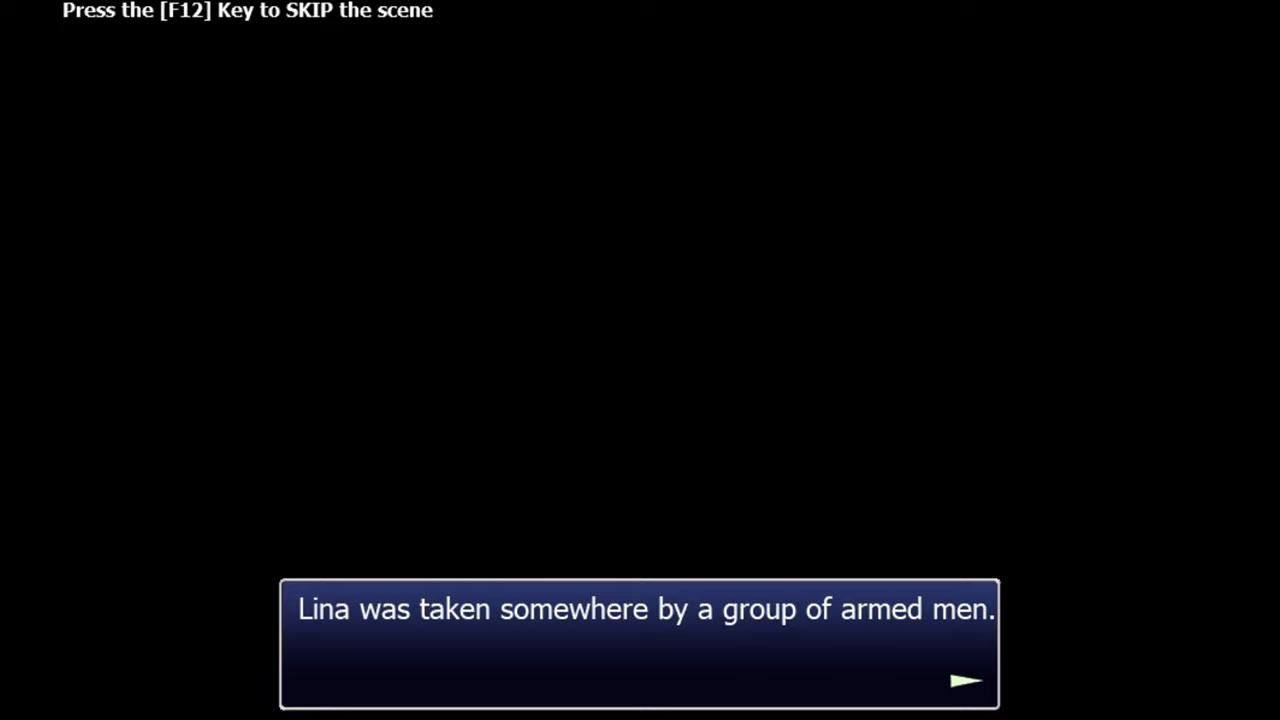 Press the [F12] Key to SKIP the scene
Lina was taken somewhere by a group of armed men.